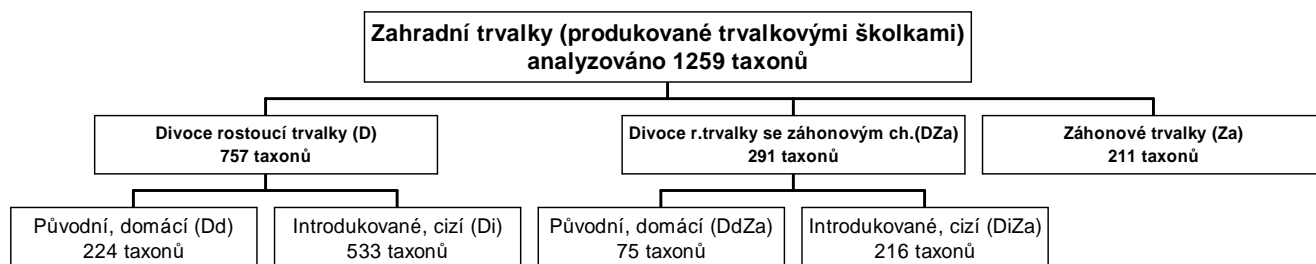 Zahradní trvalky (produkované trvalkovými školkami)
analyzováno 1259 taxonů
Divoce rostoucí trvalky (D)
757 taxonů
Divoce r.trvalky se záhonovým ch.(DZa)
291 taxonů
Záhonové trvalky (Za)
211 taxonů
Původní, domácí (Dd)
224 taxonů
Introdukované, cizí (Di)
533 taxonů
Původní, domácí (DdZa)
75 taxonů
Introdukované, cizí (DiZa)
216 taxonů